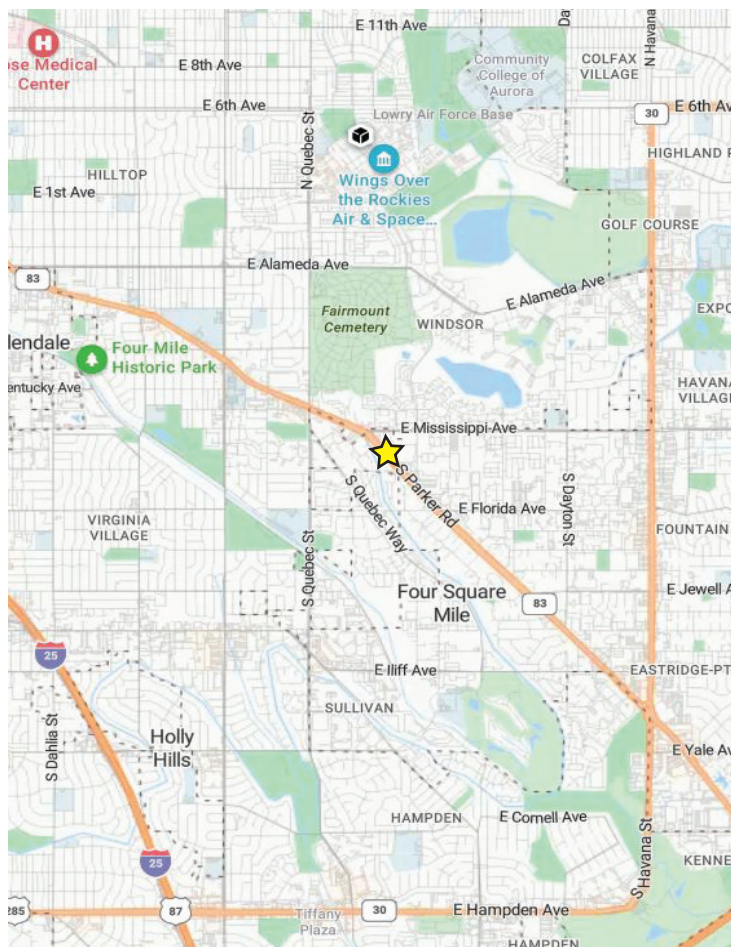 E 11th Ave
Da
N Havana
H
ose Medical
Center
E 8th Ave
Community
College of
Aurora
COLFAX
VILLAGE
E 6th Ave
N Quebec St
Lowry Air Force Base
30
E 6th Ave
HILLTOP
HIGHLAND P
E 1st Ave
Wings Over
the Rockies
Air & Space...
GOLF COURSE
E Alameda Ave
83
E Alameda Ave
EXPO
Fairmount
Cemetery
WINDSOR
lendale
Four Mile
Historic Park
entucky Ave
HAVANA
VILLAGE
E Mississippi Ave
S Parker Rd
S Quebec Way
S Dayton St
E Florida Ave
VIRGINIA
VILLAGE
FOUNTAIN
S Quebec St
Four Square
Mile
E Jewell A
83
25
E Iliff Ave
EASTRIDGE-PT
SULLIVAN
S Dahlia St
Holly
Hills
E Yale Av
HAMPDEN
E Cornell Ave
S Havana St
25
KENNE
285
87
30
E Hampden Ave
Tiffany
Plaza
HAMPDEN